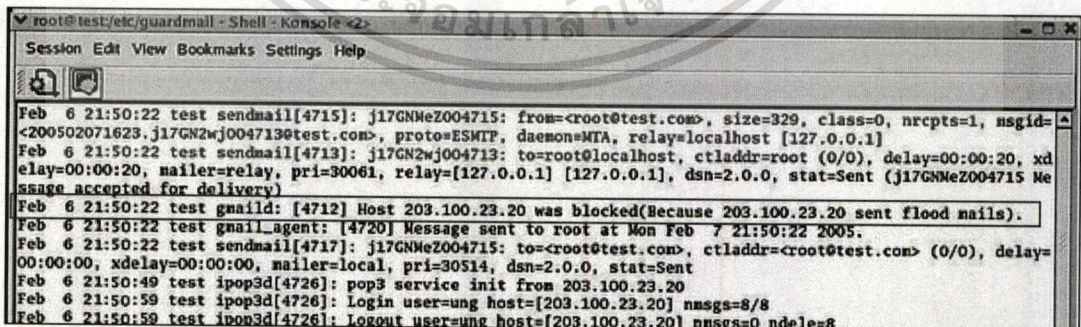 จอมเกล้าเจ
root@test:/etc/guardmail - Shell - Konsole <2>
Session Edit View Bookmarks Settings Help
Feb 6 21:50:22 test sendmail[4715]: j17GNMeZ004715: from=<root@test.com>, size=329, class=0, nrcpts=1, msgid=
<200502071623.j17GN2wj004713@test.com>, proto=ESMTP, daemon=MTA, relay=localhost [127.0.0.1]
Feb 6 21:50:22 test sendmail[4713]: j17GN2wj004713: to=root@localhost, ctladdr=root (0/0), delay=00:00:20, xd
elay=00:00:20, mailer=relay, pri=30061, relay=[127.0.0.1] [127.0.0.1], dsn=2.0.0, stat=Sent (j17GNMeZ004715 Me
ssage accepted for delivery)
Feb 6 21:50:22 test gmaild: [4712] Host 203.100.23.20 was blocked(Because 203.100.23.20 sent flood mails).
Feb 6 21:50:22 test gmail_agent: [4720] Message sent to root at Mon Feb 7 21:50:22 2005.
Feb 6 21:50:22 test sendmail[4717]: j17GNMeZ004715: to=<root@test.com>, ctladdr=<root@test.com> (0/0), delay=
00:00:00, xdelay=00:00:00, mailer=local, pri=30514, dsn=2.0.0, stat=Sent
Feb 6 21:50:49 test ipop3d[4726]: pop3 service init from 203.100.23.20
Feb 6 21:50:59 test ipop3d[4726]: Login user=ung host=[203.100.23.20] nmsgs=8/8
Feb 6 21:50:59 test ipop3d[4726]: Logout user=ung host=[203.100.23.20] nmsgs=0 ndele=8